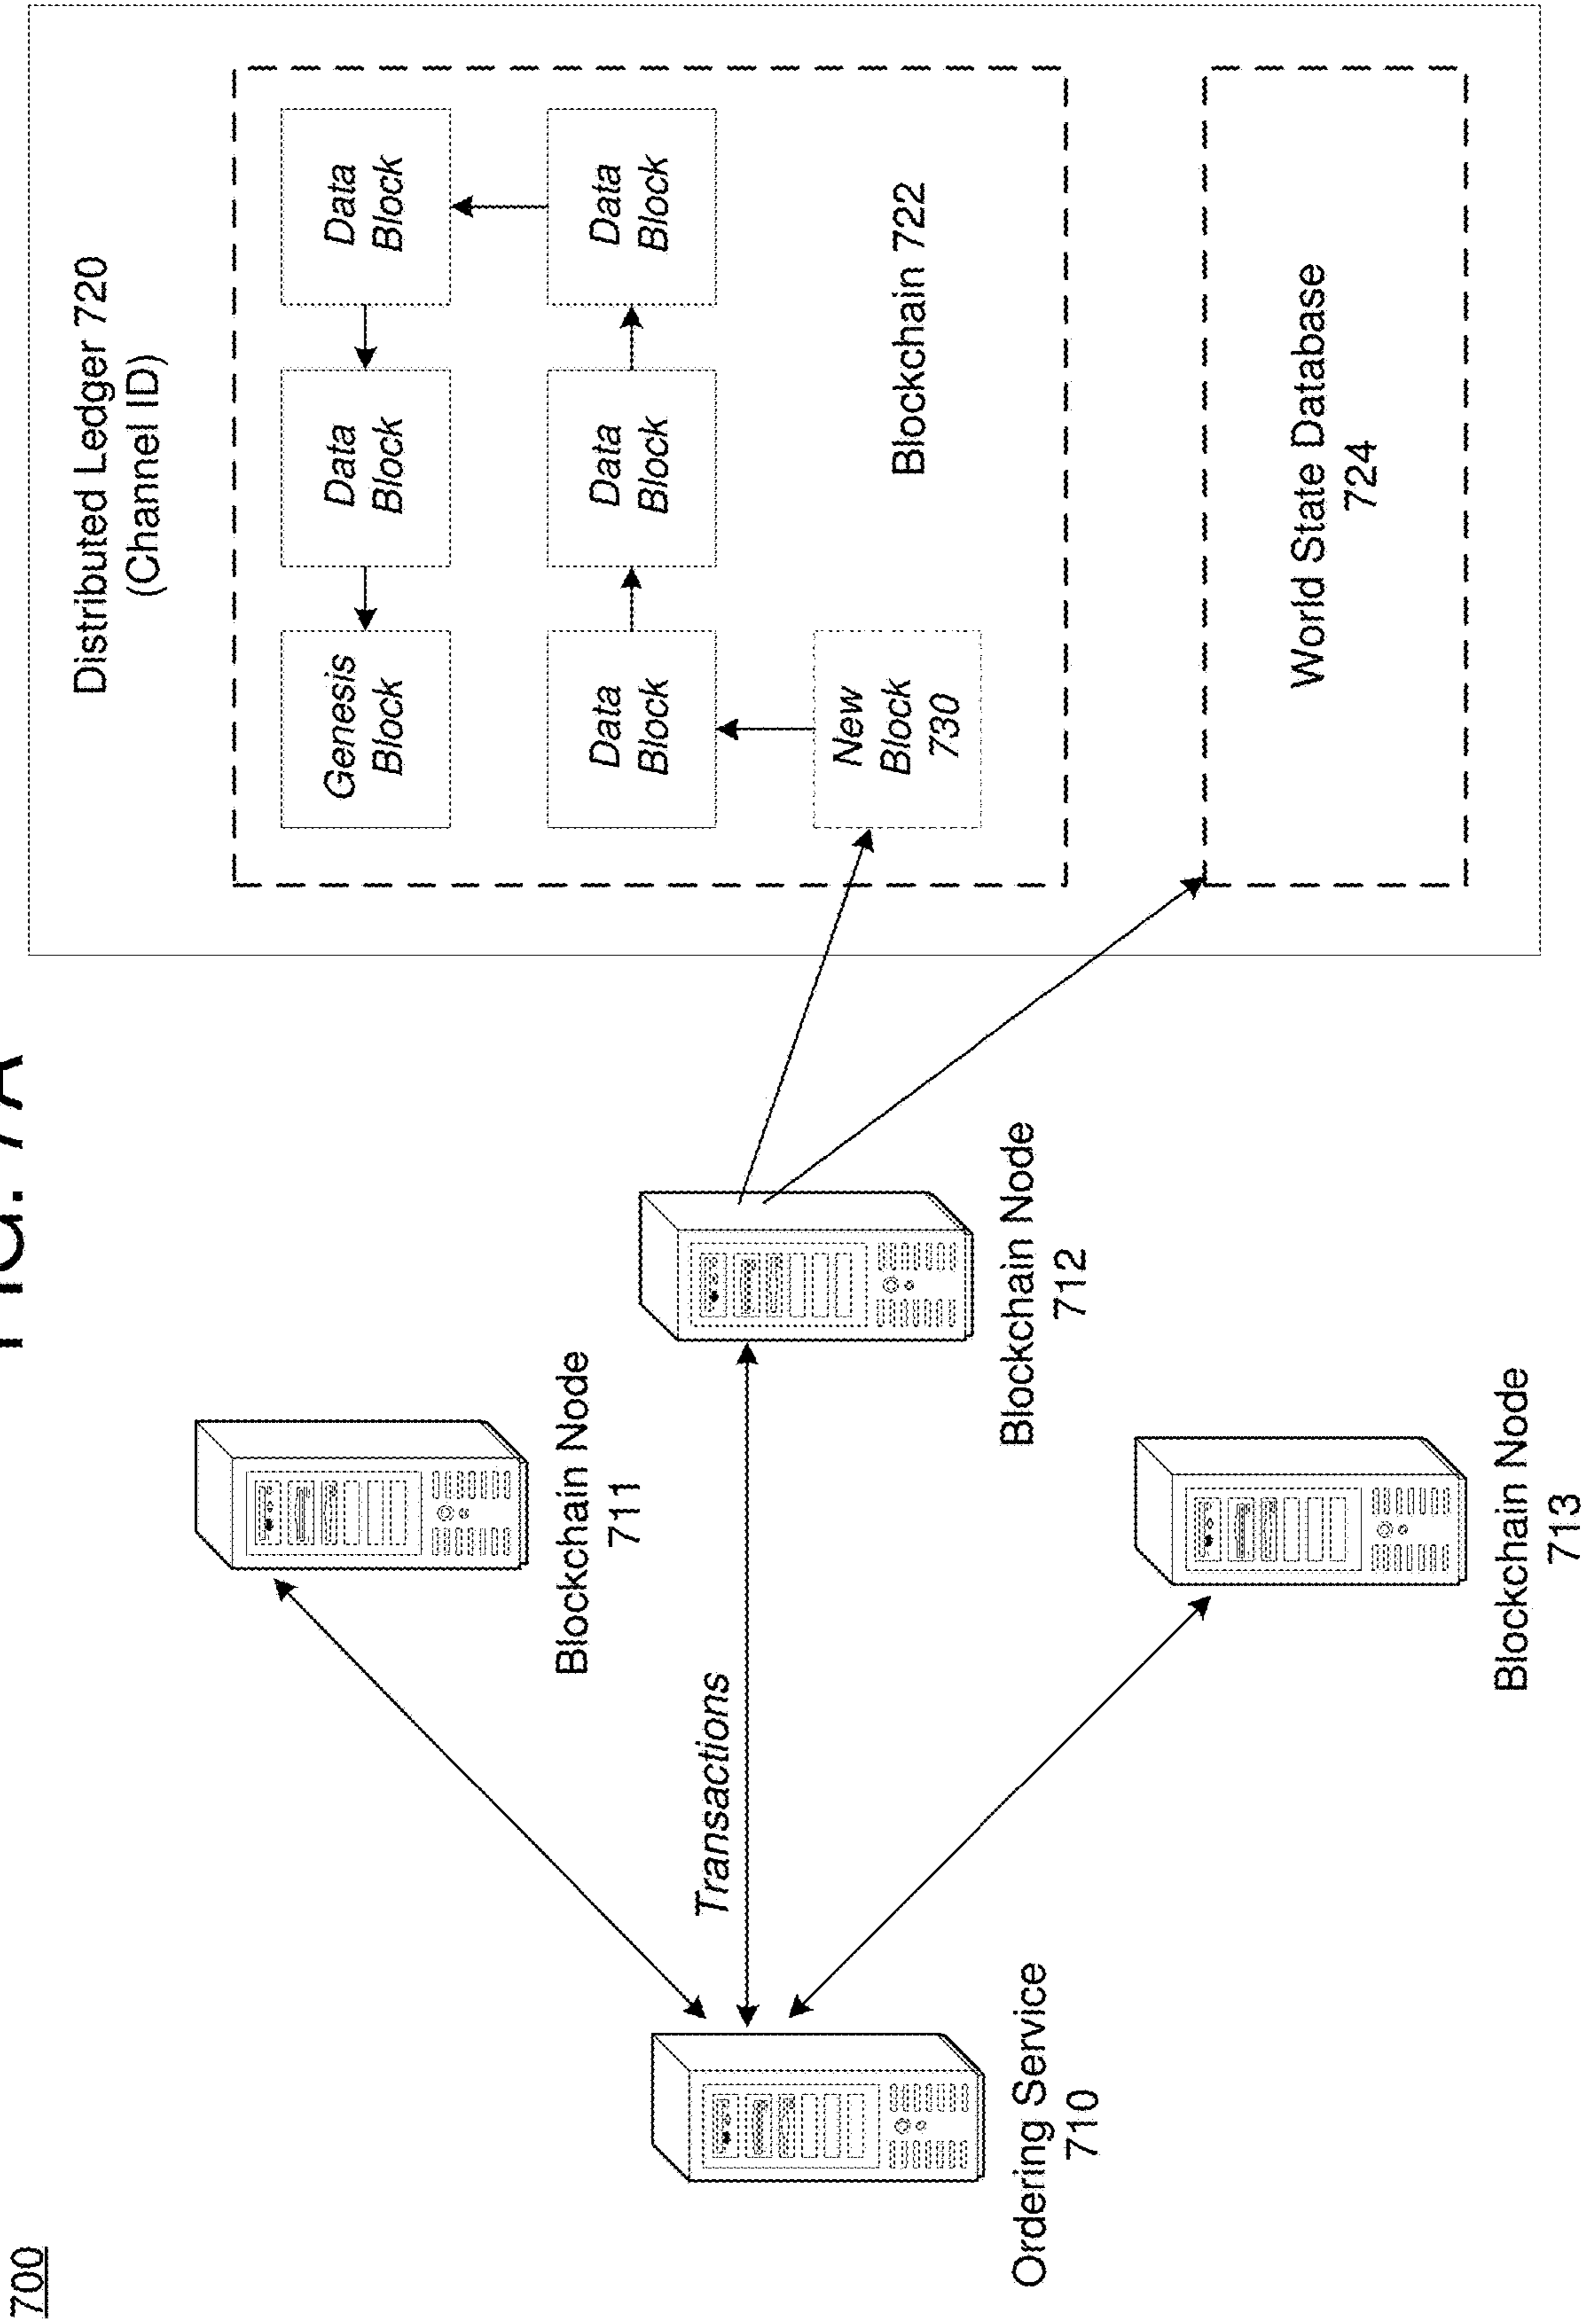 700
FIG. 7A
Distributed Ledger 720
(Channel ID)
Genesis
Block
Data
Block
Data
Block
Data
Block
Data
Block
Data
Block
New
Block
730
Blockchain 722
World State Database
724
Blockchain Node
711
Transactions
Blockchain Node
712
Ordering Service
710
Blockchain Node
713